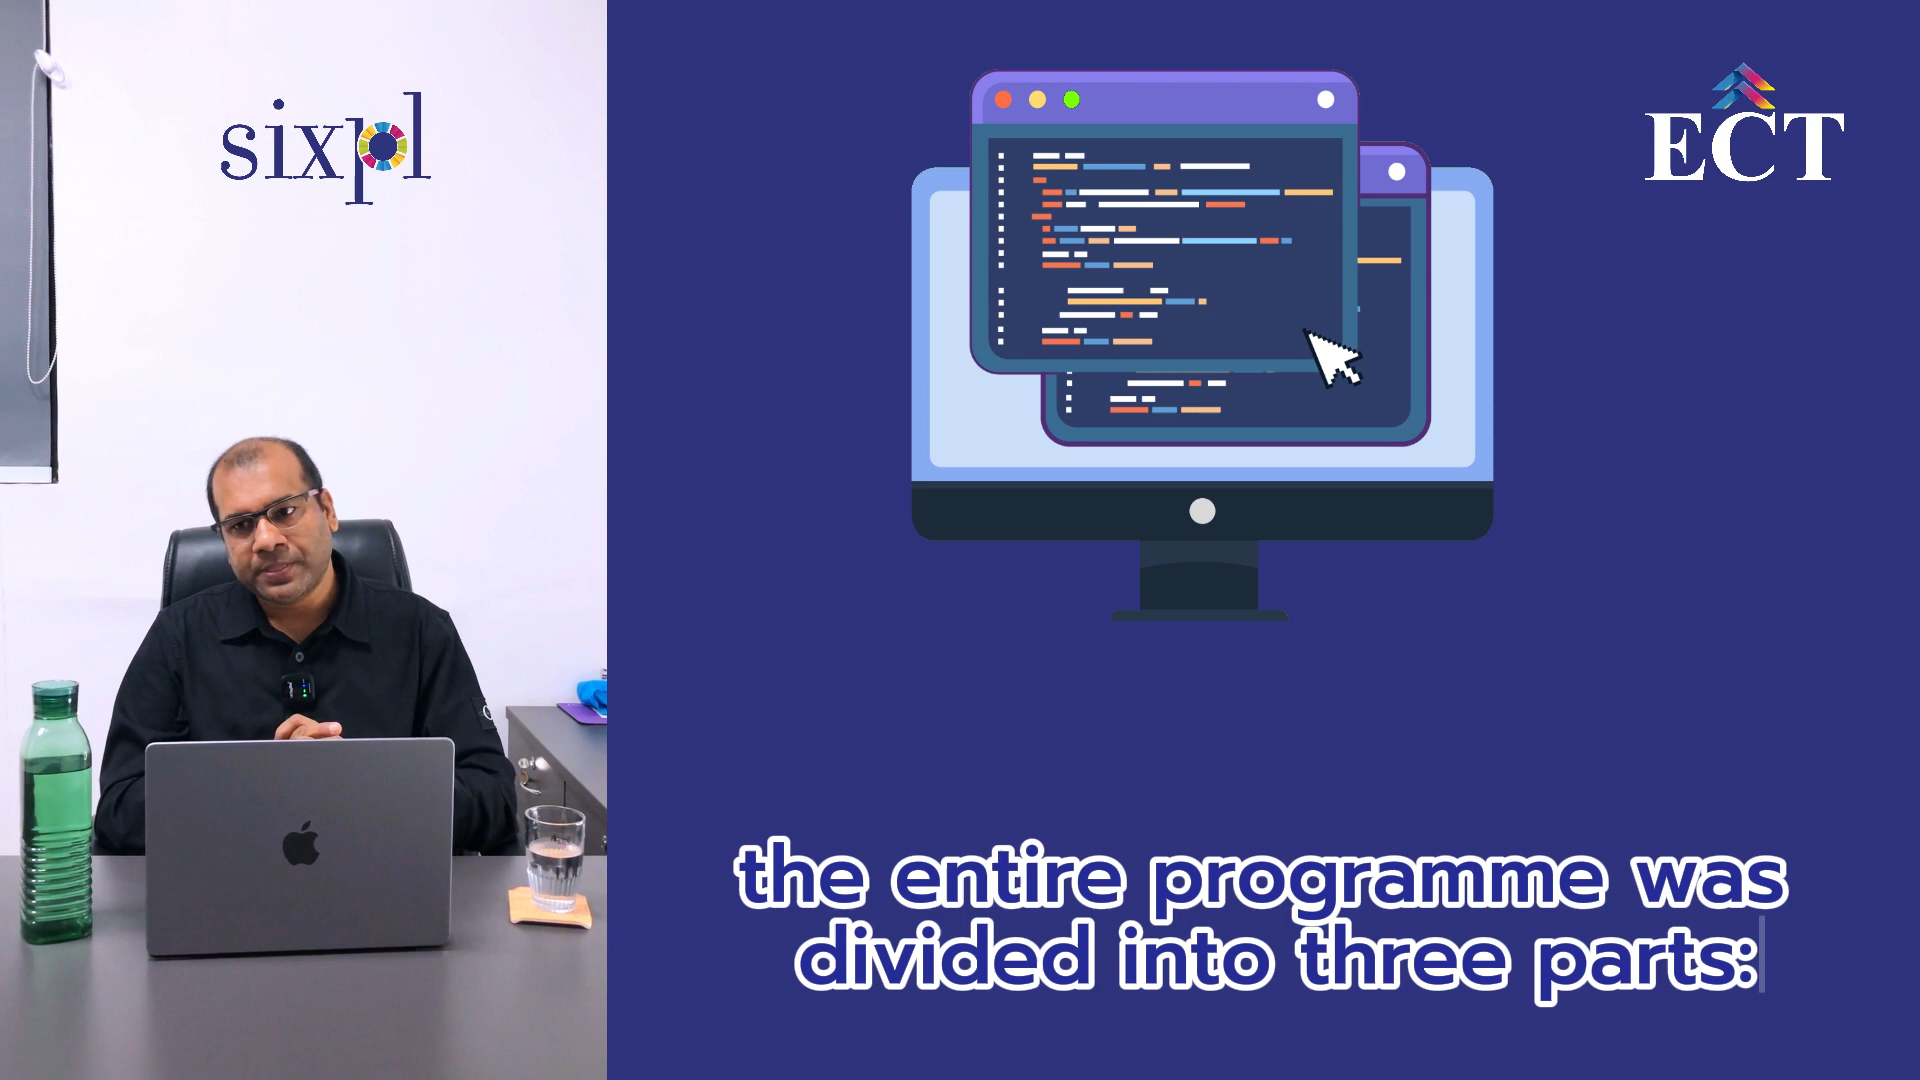 sixpl
ECT
the entire programme was
divided into three parts: